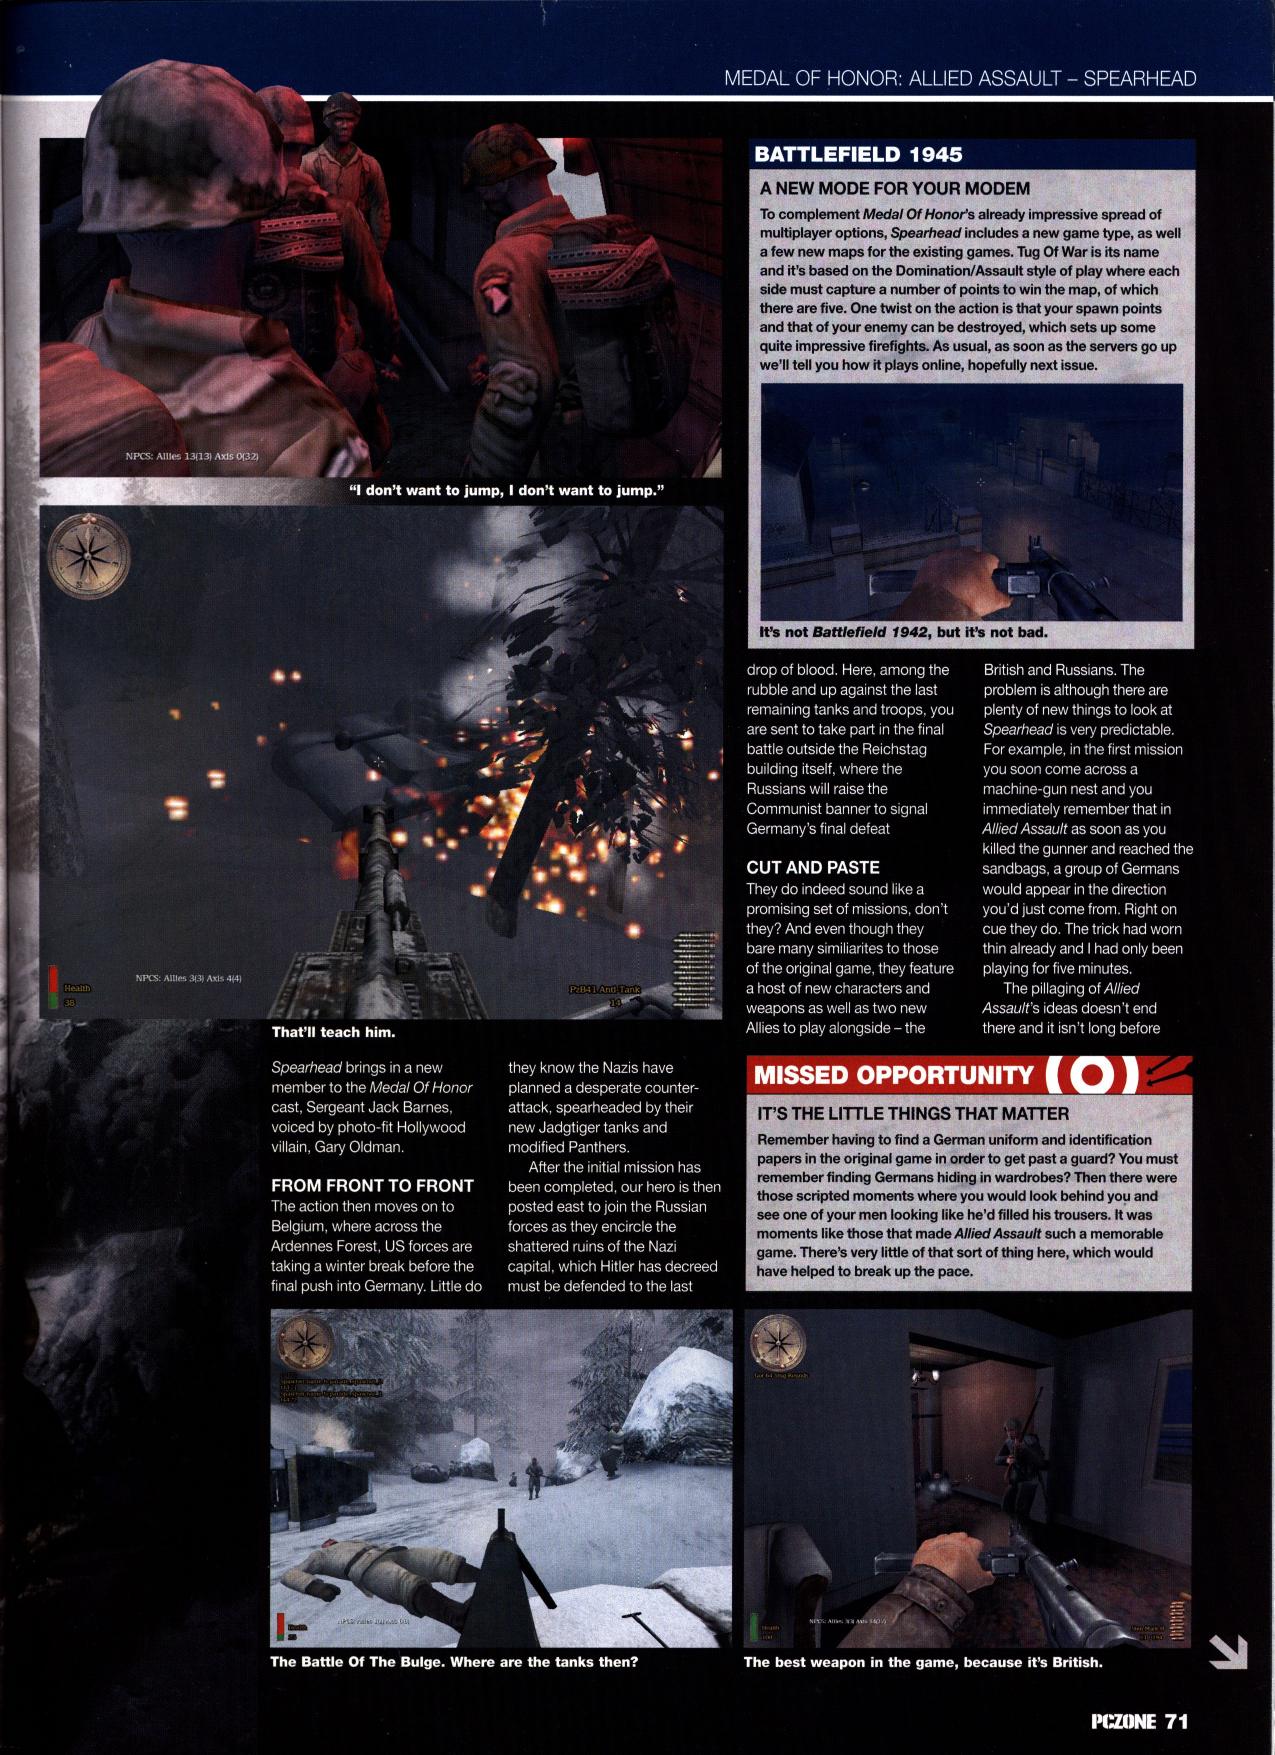 MEDAL OF HONOR: ALLIED ASSAULT – SPEARHEAD
NPCS: Allies 13(13) Axis 0(32)
“I don’t want to jump, I don’t want to jump.”
Health
38
NPCS: Allies 3(3) Axis 4(4)
PzB41 Anti-Tank
14
That’ll teach him.
Spearhead brings in a new
member to the Medal Of Honor
cast, Sergeant Jack Barnes,
voiced by photo-fit Hollywood
villain, Gary Oldman.
FROM FRONT TO FRONT
The action then moves on to
Belgium, where across the
Ardennes Forest, US forces are
taking a winter break before the
final push into Germany. Little do
they know the Nazis have
planned a desperate counter-
attack, spearheaded by their
new Jadgtiger tanks and
modified Panthers.
After the initial mission has
been completed, our hero is then
posted east to join the Russian
forces as they encircle the
shattered ruins of the Nazi
capital, which Hitler has decreed
must be defended to the last
BATTLEFIELD 1945
A NEW MODE FOR YOUR MODEM
To complement Medal Of Honor’s already impressive spread of
multiplayer options, Spearhead includes a new game type, as well
a few new maps for the existing games. Tug Of War is its name
and it’s based on the Domination/Assault style of play where each
side must capture a number of points to win the map, of which
there are five. One twist on the action is that your spawn points
and that of your enemy can be destroyed, which sets up some
quite impressive firefights. As usual, as soon as the servers go up
we’ll tell you how it plays online, hopefully next issue.
It’s not Battlefield 1942, but it’s not bad.
drop of blood. Here, among the
rubble and up against the last
remaining tanks and troops, you
are sent to take part in the final
battle outside the Reichstag
building itself, where the
Russians will raise the
Communist banner to signal
Germany’s final defeat
CUT AND PASTE
They do indeed sound like a
promising set of missions, don’t
they? And even though they
bare many similiarites to those
of the original game, they feature
a host of new characters and
weapons as well as two new
Allies to play alongside – the
British and Russians. The
problem is although there are
plenty of new things to look at
Spearhead is very predictable.
For example, in the first mission
you soon come across a
machine-gun nest and you
immediately remember that in
Allied Assault as soon as you
killed the gunner and reached the
sandbags, a group of Germans
would appear in the direction
you’d just come from. Right on
cue they do. The trick had worn
thin already and I had only been
playing for five minutes.
The pillaging of Allied
Assault’s ideas doesn’t end
there and it isn’t long before
MISSED OPPORTUNITY
IT’S THE LITTLE THINGS THAT MATTER
Remember having to find a German uniform and identification
papers in the original game in order to get past a guard? You must
remember finding Germans hiding in wardrobes? Then there were
those scripted moments where you would look behind you and
see one of your men looking like he’d filled his trousers. It was
moments like those that made Allied Assault such a memorable
game. There’s very little of that sort of thing here, which would
have helped to break up the pace.
Health
The Battle Of The Bulge. Where are the tanks then?
Health
100
The best weapon in the game, because it’s British.
PCZONE 71